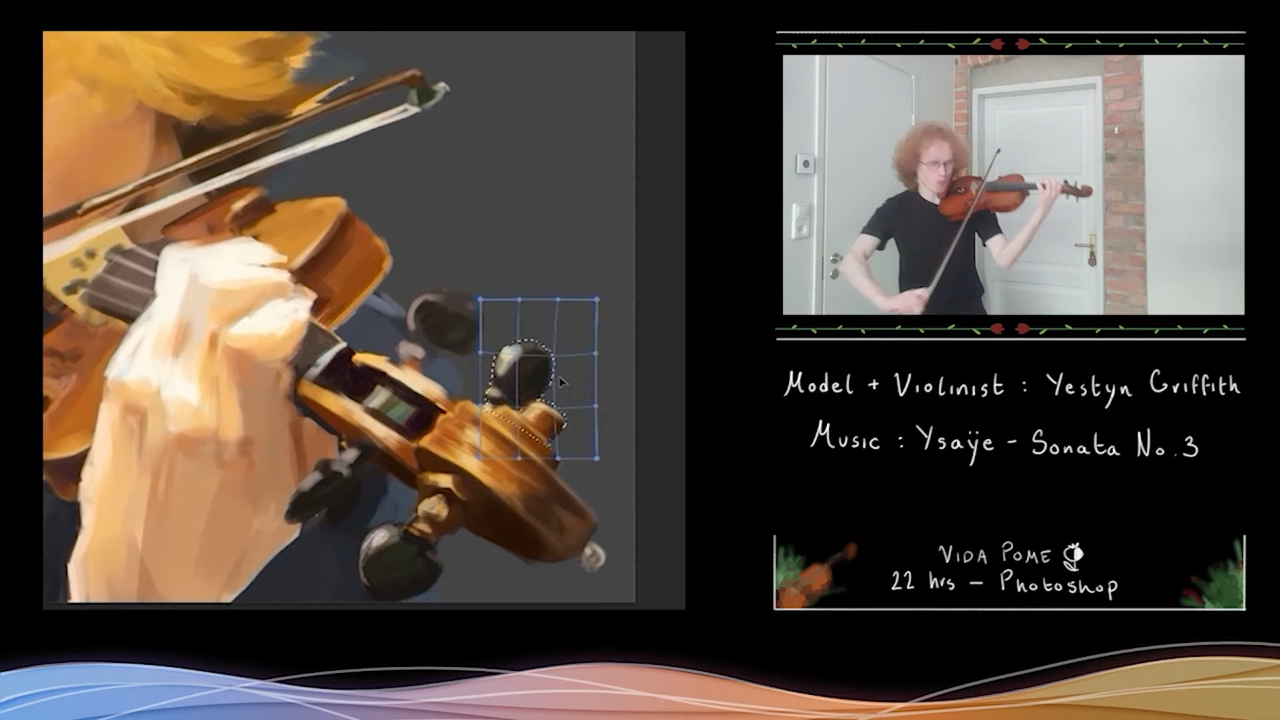 Model + Violinist : Yestyn Griffith
Music : Ysaÿe - Sonata No.3
VIDA POME
22 hrs - Photoshop